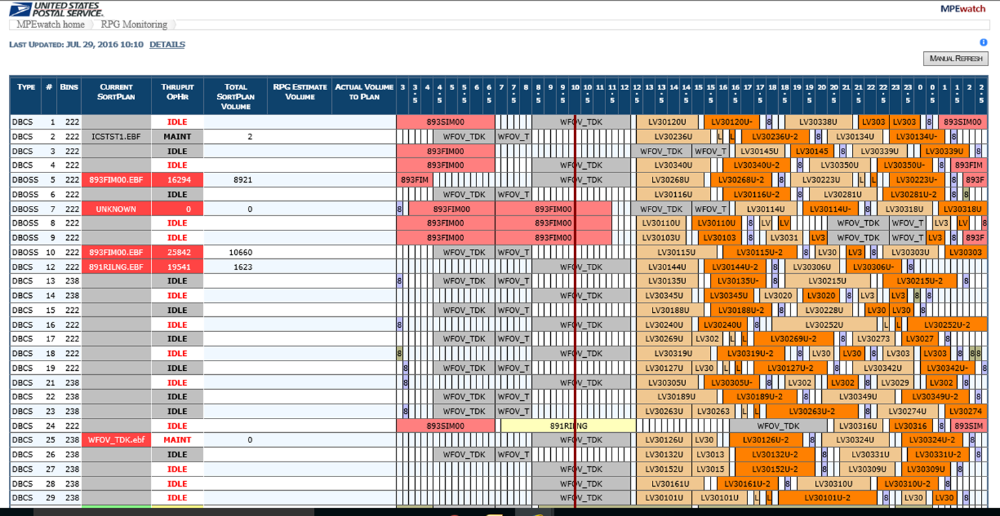 UNITED STATES
POSTAL SERVICE.
MPEwatch
MPEwatch home RPG Monitoring
LAST UPDATED: JUL 29, 2016 10:10 DETAILS
MANUAL REFRESH
TYPE # BINS CURRENT SORTPLAN THRUPUT OPHR TOTAL SORTPLAN VOLUME RPG ESTIMATE VOLUME ACTUAL VOLUME TO PLAN 3 3.5 4 4.5 5 5.5 6 6.5 7 7.5 8 8.5 9 9.5 10 10.5 11 11.5 12 12.5 13 13.5 14 14.5 15 15.5 16 16.5 17 17.5 18 18.5 19 19.5 20 20.5 21 21.5 22 22.5 23 23.5 0 0.5 1 1.5 2 2.5
DBCS 1 222 IDLE 893SIM00 WFOV_TDK LV30120U LV30120U- 8 LV30338U LV303 LV303 8 893SIM00
DBCS 2 222 ICSTST1.EBF MAINT 2 WFOV_TDK WFOV_T LV30236U L L LV30236U-2 8 LV30134U LV30134U- 8
DBCS 3 222 IDLE 893FIM00 WFOV_TDK WFOV_T LV30145U LV30145 8 LV30339U LV30339U 8
DBCS 4 222 IDLE 893FIM00 WFOV_TDK LV30340U LV30340U-2 8 LV30350U LV30350U- 8 893FIM
DBOSS 5 222 893FIM00.EBF 16294 8921 893FIM WFOV_TDK LV30268U LV30268U-2 8 LV30223U L L LV30223U- 8 893F
DBOSS 6 222 IDLE WFOV_TDK WFOV_T LV30116U LV30116U-2 8 LV30281U LV30281U-2 8 8
DBOSS 7 222 UNKNOWN 0 0 8 893FIM00 893FIM00 WFOV_TDK WFOV_T LV30114U LV30114U- 8 LV30318U LV30318U
DBOSS 8 222 IDLE 893FIM00 893FIM00 LV30110U LV30110U 8 LV LV WFOV_TDK WFOV_T LV3 LV 8
DBOSS 9 222 IDLE 893FIM00 893FIM00 LV30103U LV30103 8 LV3031 LV3 WFOV_TDK WFOV_T LV3 8 893F
DBOSS 10 222 893FIM00.EBF 25842 10660 WFOV_TDK WFOV_T LV30115U LV30115U-2 8 LV30 LV3 8 LV30303U LV30303
DBCS 12 222 891RILNG.EBF 19541 1623 WFOV_TDK LV30144U LV30144U-2 8 LV30306U LV30306U- 8
DBCS 13 238 IDLE 8 WFOV_TDK WFOV_T LV30135U LV30135U- 8 LV30215U LV30215U-2 8
DBCS 14 238 IDLE WFOV_TDK LV30345U LV30345U LV3020 LV3020 8 LV3 LV3 8 8
DBCS 15 222 IDLE WFOV_TDK WFOV_T LV30188U LV30188U-2 8 LV30228U LV30 LV30 8
DBCS 16 222 IDLE 8 WFOV_TDK LV30240U LV30240U 8 LV30252U L L LV30252U-2
DBCS 17 222 IDLE WFOV_TDK WFOV_T LV30269U LV302 L L LV30269U-2 8 LV30273 LV3027 8
DBCS 18 222 IDLE 8 WFOV_TDK LV30319U LV30319U-2 8 LV30 LV30 8 LV303 LV303 8 8 8
DBCS 19 222 IDLE 8 WFOV_TDK WFOV_T LV30127U LV30 L L LV30127U-2 8 LV30342U LV30342U- 8
DBCS 21 238 IDLE 8 WFOV_TDK LV30305U LV30305U- 8 LV302 LV302 8 LV3029 LV302 8
DBCS 22 238 IDLE WFOV_TDK WFOV_T LV30189U LV30189U-2 8 LV30349U LV30349U-2 8
DBCS 23 238 IDLE 8 WFOV_TDK WFOV_T LV30263U LV30263 L L LV30263U-2 8 LV30274U LV30274
DBCS 24 222 IDLE 893SIM00 891RILNG WFOV_TDK LV30316U LV30316 8 893SIM
DBCS 25 238 WFOV_TDK.ebf MAINT 0 WFOV_TDK LV30126U LV30 LV30126U-2 8 LV30324U LV30324U-2 8
DBCS 26 238 IDLE WFOV_TDK WFOV_T LV30132U LV3013 LV30132U-2 8 LV30331U LV30331U-2 8
DBCS 27 238 IDLE WFOV_TDK LV30152U LV3015 LV30152U-2 8 LV30309U LV30309U 8
DBCS 28 238 IDLE WFOV_TDK LV30161U LV30161U-2 8 LV30310U LV30310U-2 8
DBCS 29 238 IDLE WFOV_TDK LV30101U LV30101U L L LV30101U-2 8 LV30 LV30 8